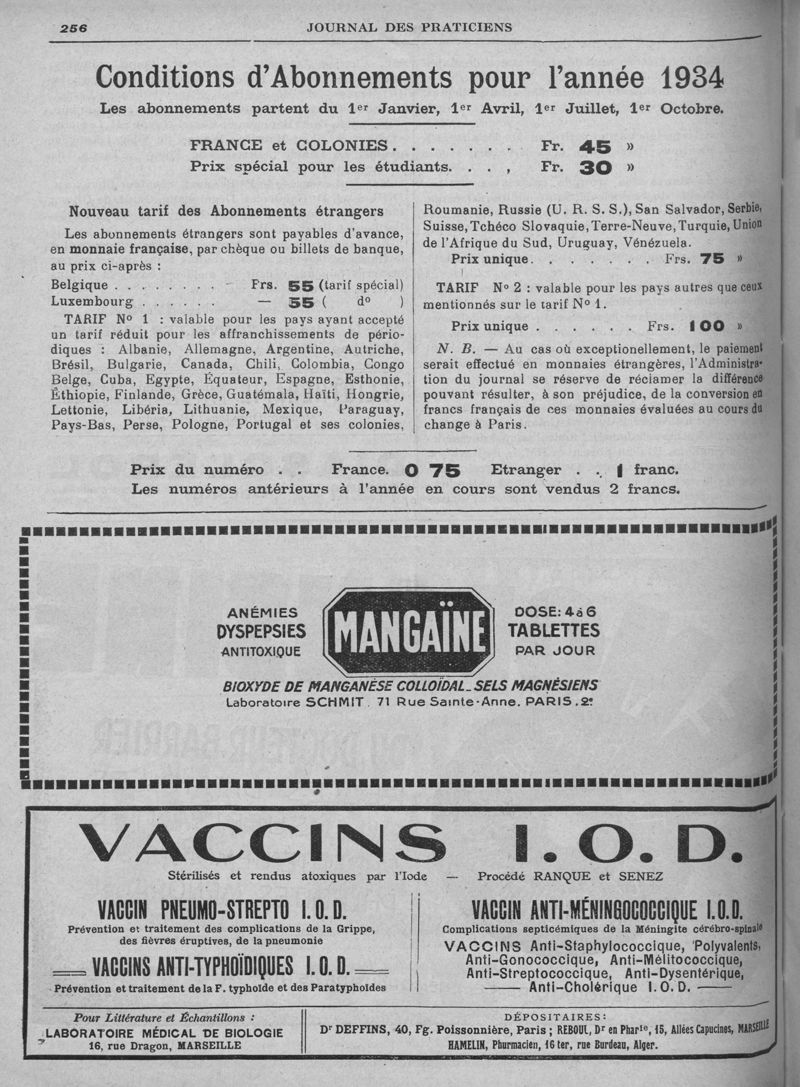 256
JOURNAL DES PRATICIENS
Conditions d'Abonnements pour l'année 1934
Les abonnements partent du 1er Janvier, 1er Avril, 1er Juillet, 1er Octobre.
FRANCE et COLONIES . . . . . . . Fr. 45 »
Prix spécial pour les étudiants. . . , Fr. 30 »
Nouveau tarif des Abonnements étrangers
Les abonnements étrangers sont payables d'avance,
en monnaie française, par chèque ou billets de banque,
au prix ci-après :
Belgique . . . . . . . . - Frs. 55 (tarif spécial)
Luxembourg . . . . . . — 55 ( do )
TARIF No 1 : valable pour les pays ayant accepté
un tarif réduit pour les affranchissements de pério-
diques : Albanie, Allemagne, Argentine, Autriche,
Brésil, Bulgarie, Canada, Chili, Colombia, Congo
Belge, Cuba, Egypte, Équateur, Espagne, Esthonie,
Éthiopie, Finlande, Grèce, Guatémala, Haïti, Hongrie,
Lettonie, Libéria, Lithuanie, Mexique, Paraguay,
Pays-Bas, Perse, Pologne, Portugal et ses colonies,
Roumanie, Russie (U. R. S. S.), San Salvador, Serbie,
Suisse, Tchéco Slovaquie, Terre-Neuve, Turquie, Union
de l'Afrique du Sud, Uruguay, Vénézuela.
Prix unique. . . . . . . . Frs. 75 »
TARIF No 2 : valable pour les pays autres que ceux
mentionnés sur le tarif No 1.
Prix unique . . . . . . Frs. 100 »
N. B. — Au cas où exceptionellement, le paiement
serait effectué en monnaies étrangères, l'Administra-
tion du journal se réserve de réclamer la différence
pouvant résulter, à son préjudice, de la conversion en
francs français de ces monnaies évaluées au cours du
change à Paris.
Prix du numéro . . France. 0 75 Etranger . . 1 franc.
Les numéros antérieurs à l'année en cours sont vendus 2 francs.
ANÉMIES
DYSPEPSIES
ANTITOXIQUE
MANGAÏNE
DOSE: 4 à 6
TABLETTES
PAR JOUR
BIOXYDE DE MANGANÈSE COLLOÏDAL_SELS MAGNÉSIENS
Laboratoire SCHMIT. 71 Rue Sainte-Anne. PARIS.2e
VACCINS I.O.D.
Stérilisés et rendus atoxiques par l'Iode — Procédé RANQUE et SENEZ
VACCIN PNEUMO-STREPTO I.O.D.
Prévention et traitement des complications de la Grippe,
des fièvres éruptives, de la pneumonie
VACCINS ANTI-TYPHOÏDIQUES I.O.D.
Prévention et traitement de la F. typhoïde et des Paratyphoïdes
VACCIN ANTI-MÉNINGOCOCCIQUE I.O.D.
Complications septicémiques de la Méningite cérébro-spinale
VACCINS Anti-Staphylococcique, Polyvalents,
Anti-Gonococcique, Anti-Mélitococcique,
Anti-Streptococcique, Anti-Dysentérique,
Anti-Cholérique I.O.D.
Pour Littérature et Échantillons :
LABORATOIRE MÉDICAL DE BIOLOGIE
16, rue Dragon, MARSEILLE
DÉPOSITAIRES:
Dr DEFFINS, 40, Fg. Poissonnière, Paris ; REBOUL, Dr en Phar{ie}, 15, Allées Capucines, MARSEILLE
HAMELIN, Pharmacien, 16 ter, rue Burdeau, Alger.